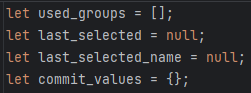 let used_groups = [];
let last_selected = null;
let last_selected_name = null;
let commit_values = {};